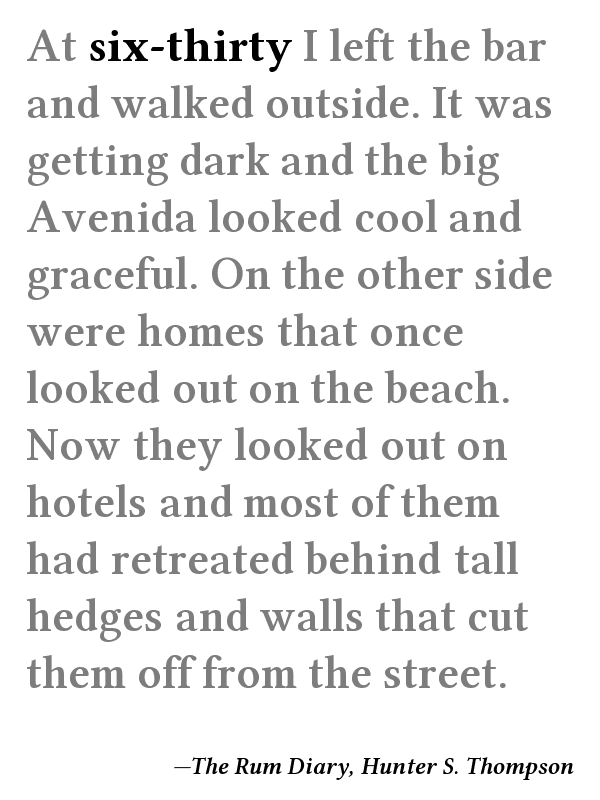 At six-thirty I left the bar
and walked outside. It was
getting dark and the big
Avenida looked cool and
graceful. On the other side
were homes that once
looked out on the beach.
Now they looked out on
hotels and most of them
had retreated behind tall
hedges and walls that cut
them off from the street.
—The Rum Diary, Hunter S. Thompson